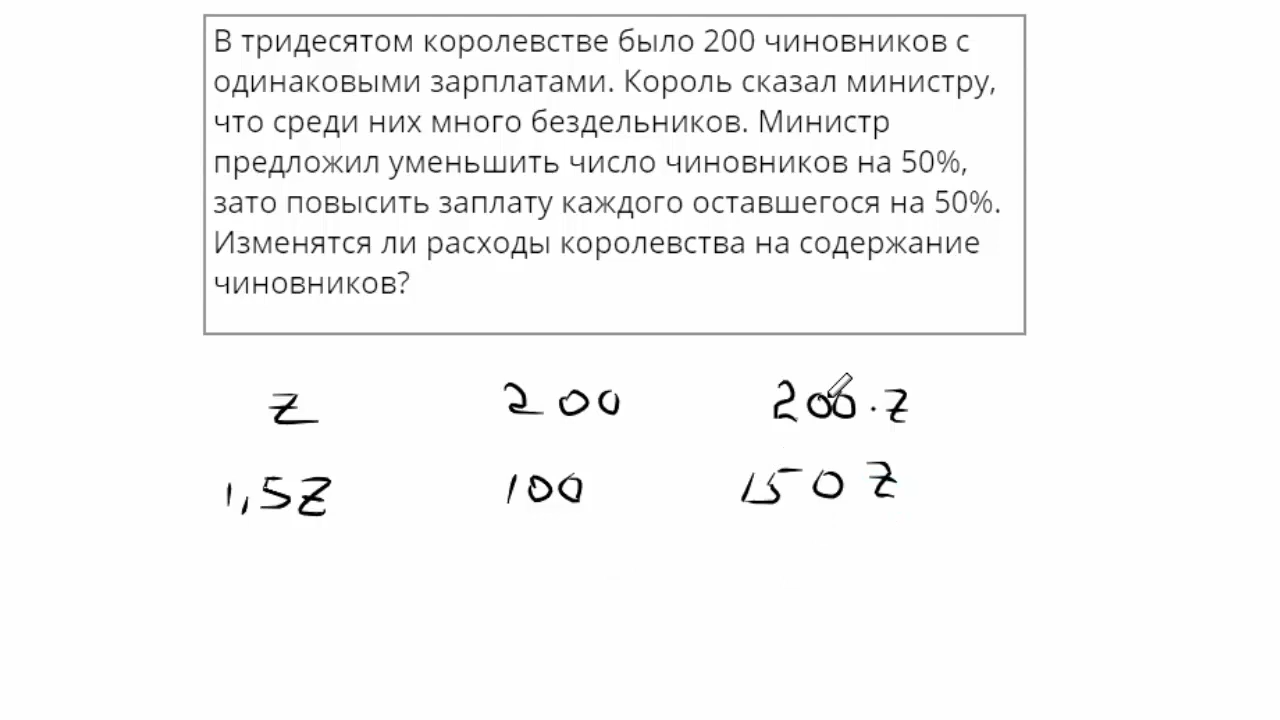 В тридесятом королевстве было 200 чиновников с
одинаковыми зарплатами. Король сказал министру,
что среди них много бездельников. Министр
предложил уменьшить число чиновников на 50%,
зато повысить заплату каждого оставшегося на 50%.
Изменятся ли расходы королевства на содержание
чиновников?
z 200 200·z
1,5z 100 150z